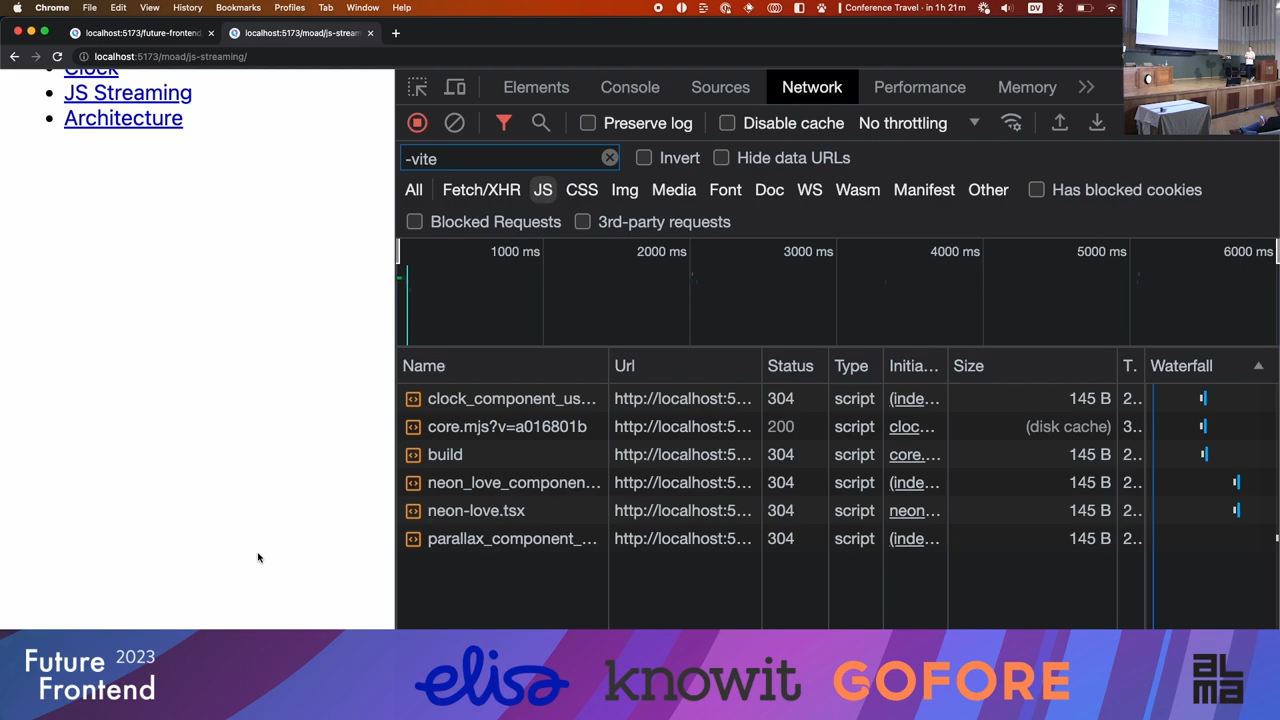 Chrome File Edit View History Bookmarks Profiles Tab Window Help Conference Travel · in 1h 21m DV
localhost:5173/future-frontend localhost:5173/moad/js-stream
localhost:5173/moad/js-streaming/
Clock
JS Streaming
Architecture
Elements Console Sources Network Performance Memory
Preserve log Disable cache No throttling
-vite Invert Hide data URLs
All Fetch/XHR JS CSS Img Media Font Doc WS Wasm Manifest Other Has blocked cookies
Blocked Requests 3rd-party requests
1000 ms 2000 ms 3000 ms 4000 ms 5000 ms 6000 ms
Name Url Status Type Initia... Size T. Waterfall
clock_component_us... http://localhost:5... 304 script (inde... 145 B 2..
core.mjs?v=a016801b http://localhost:5... 200 script cloc... (disk cache) 3..
build http://localhost:5... 304 script core.... 145 B 2..
neon_love_componen... http://localhost:5... 304 script (inde... 145 B 2..
neon-love.tsx http://localhost:5... 304 script neon... 145 B 2..
parallax_component_... http://localhost:5... 304 script (inde... 145 B 2..
Future 2023
Frontend
elisa knowit GOFORE
alma